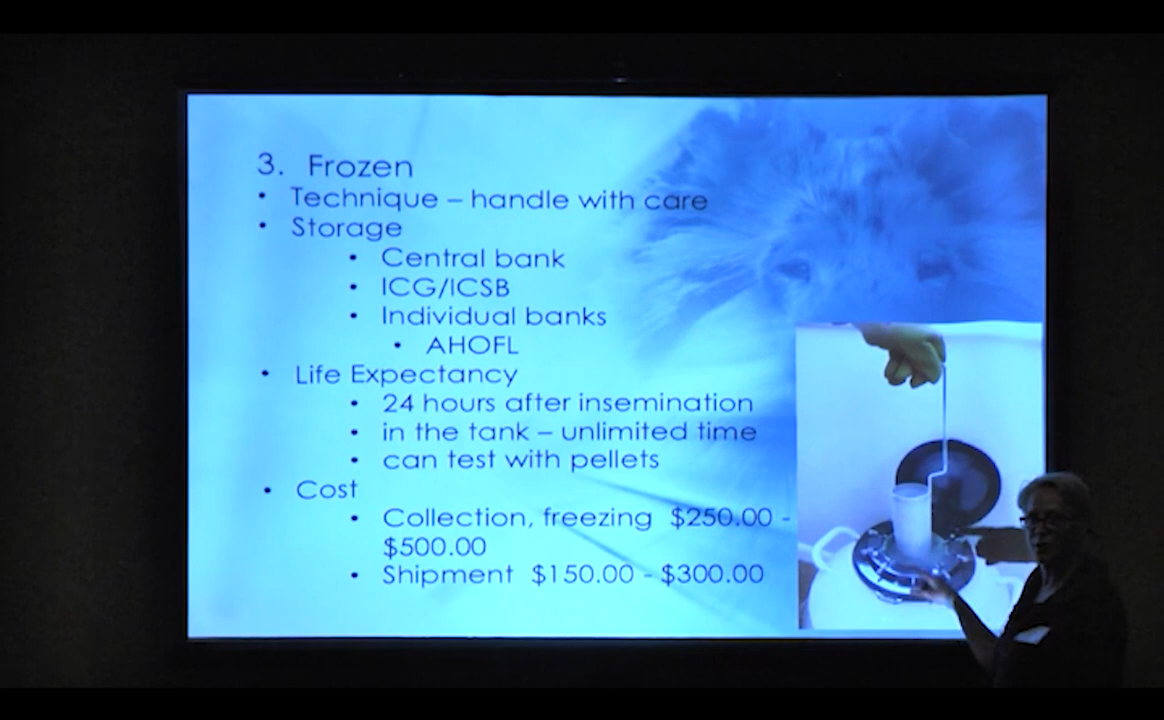 3. Frozen
• Technique – handle with care
• Storage
• Central bank
• ICG/ICSB
• Individual banks
• AHOFL
• Life Expectancy
• 24 hours after insemination
• in the tank – unlimited time
• can test with pellets
• Cost
• Collection, freezing $250.00 -
$500.00
• Shipment $150.00 - $300.00